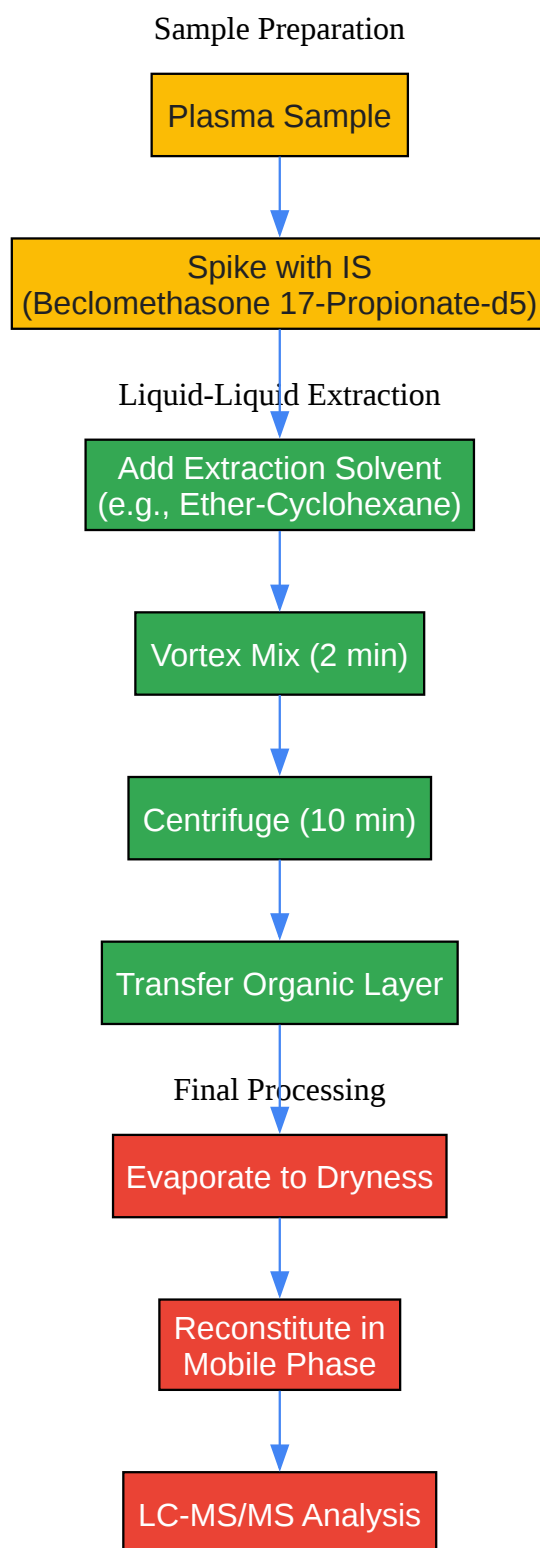 Sample Preparation
Plasma Sample
Spike with IS
(Beclomethasone 17-Propionate-d5)
Liquid-Liquid Extraction
Add Extraction Solvent
(e.g., Ether-Cyclohexane)
Vortex Mix (2 min)
Centrifuge (10 min)
Transfer Organic Layer
Final Processing
Evaporate to Dryness
Reconstitute in
Mobile Phase
LC-MS/MS Analysis